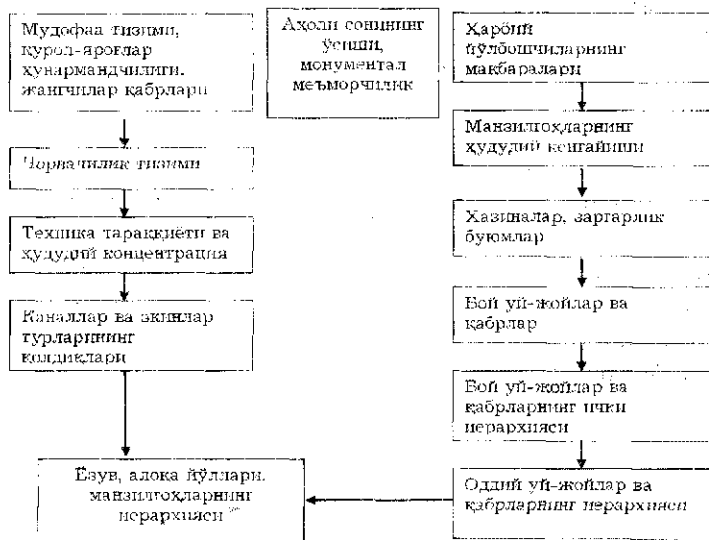 Мудофаа тизими,
қурол-яроғлар
ҳунармандчилиги.
жангчилар қабрлари
Чорвачилик тизими
Техника тараққиёти ва
ҳудудий концентрация
Каналлар ва экинлар
турларининг
қолдиқлари
Аҳоли сонининг
ўсиши,
монументал
меъморчилик
Ҳарбий
йўлбошчиларнинг
мақбаралари
Манзилгоҳларнинг
ҳудудий кенгайиши
Хазиналар, заргарлик
буюмлар
Бой уй-жойлар ва
қабрлар
Бой уй-жойлар ва
қабрларнинг ички
иерархияси
Оддий уй-жойлар ва
қабрларнинг иерархияси
Ёзув, алоқа йўллари.
манзилгоҳларнинг
иерархияси